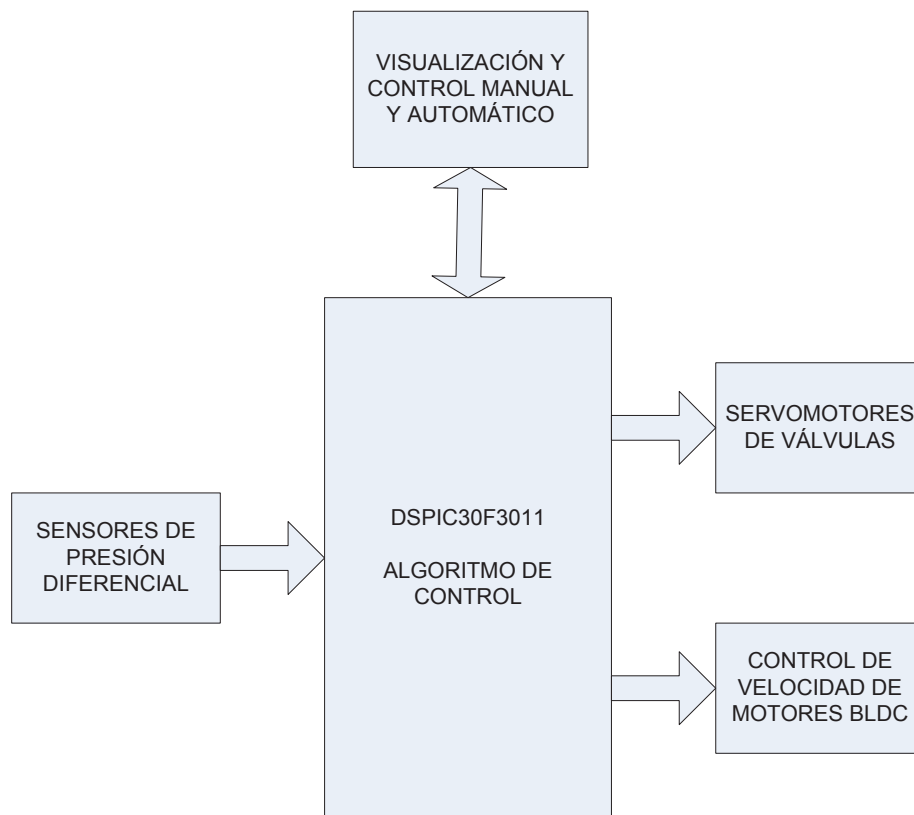 VISUALIZACIÓN Y
CONTROL MANUAL
Y AUTOMÁTICO
SERVOMOTORES
DE VÁLVULAS
SENSORES DE
PRESIÓN
DIFERENCIAL
DSPIC30F3011
ALGORITMO DE
CONTROL
CONTROL DE
VELOCIDAD DE
MOTORES BLDC